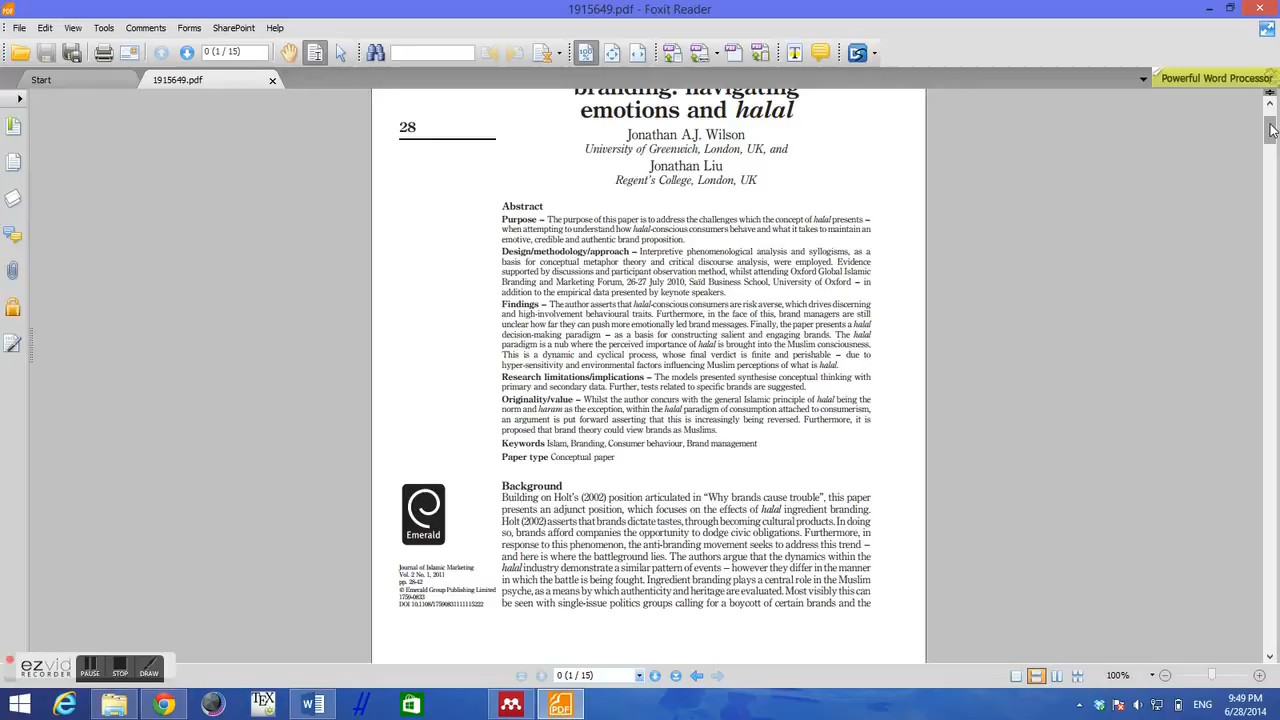 1915649.pdf - Foxit Reader
File Edit View Comments Forms SharePoint Help
0 (1 / 15)
Start
1915649.pdf
Powerful Word Processor
branding: navigating
emotions and halal
28
Jonathan A.J. Wilson
University of Greenwich, London, UK, and
Jonathan Liu
Regent's College, London, UK
Abstract
Purpose – The purpose of this paper is to address the challenges which the concept of halal presents –
when attempting to understand how halal-conscious consumers behave and what it takes to maintain an
emotive, credible and authentic brand proposition.
Design/methodology/approach – Interpretive phenomenological analysis and syllogisms, as a
basis for conceptual metaphor theory and critical discourse analysis, were employed. Evidence
supported by discussions and participant observation method, whilst attending Oxford Global Islamic
Branding and Marketing Forum, 26-27 July 2010, Saïd Business School, University of Oxford – in
addition to the empirical data presented by keynote speakers.
Findings – The author asserts that halal-conscious consumers are risk averse, which drives discerning
and high-involvement behavioural traits. Furthermore, in the face of this, brand managers are still
unclear how far they can push more emotionally led brand messages. Finally, the paper presents a halal
decision-making paradigm – as a basis for constructing salient and engaging brands. The halal
paradigm is a nub where the perceived importance of halal is brought into the Muslim consciousness.
This is a dynamic and cyclical process, whose final verdict is finite and perishable – due to
hyper-sensitivity and environmental factors influencing Muslim perceptions of what is halal.
Research limitations/implications – The models presented synthesise conceptual thinking with
primary and secondary data. Further, tests related to specific brands are suggested.
Originality/value – Whilst the author concurs with the general Islamic principle of halal being the
norm and haram as the exception, within the halal paradigm of consumption attached to consumerism,
an argument is put forward asserting that this is increasingly being reversed. Furthermore, it is
proposed that brand theory could view brands as Muslims.
Keywords Islam, Branding, Consumer behaviour, Brand management
Paper type Conceptual paper
Background
Building on Holt's (2002) position articulated in “Why brands cause trouble”, this paper
presents an adjunct position, which focuses on the effects of halal ingredient branding.
Holt (2002) asserts that brands dictate tastes, through becoming cultural products. In doing
so, brands afford companies the opportunity to dodge civic obligations. Furthermore, in
response to this phenomenon, the anti-branding movement seeks to address this trend –
and here is where the battleground lies. The authors argue that the dynamics within the
halal industry demonstrate a similar pattern of events – however they differ in the manner
in which the battle is being fought. Ingredient branding plays a central role in the Muslim
psyche, as a means by which authenticity and heritage are evaluated. Most visibly this can
be seen with single-issue politics groups calling for a boycott of certain brands and the
Emerald
Journal of Islamic Marketing
Vol. 2 No. 1, 2011
pp. 28-42
© Emerald Group Publishing Limited
1759-0833
DOI 10.1108/17590831111115222
ezvid
RECORDER
PAUSE STOP DRAW
0 (1 / 15)
100%
TEX
W
PDF
9:49 PM
6/28/2014